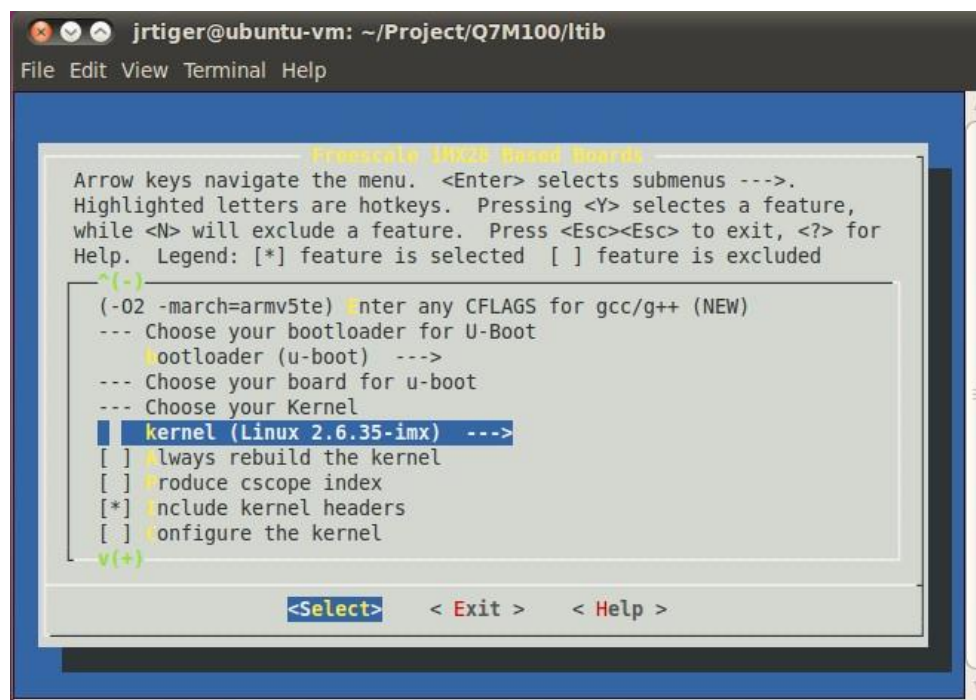 jrtiger@ubuntu-vm: ~/Project/Q7M100/ltib
File Edit View Terminal Help
Freescale iMX28 Based Boards
Arrow keys navigate the menu. <Enter> selects submenus --->.
Highlighted letters are hotkeys. Pressing <Y> selectes a feature,
while <N> will exclude a feature. Press <Esc><Esc> to exit, <?> for
Help. Legend: [*] feature is selected [ ] feature is excluded
^(-)
(-O2 -march=armv5te) Enter any CFLAGS for gcc/g++ (NEW)
--- Choose your bootloader for U-Boot
bootloader (u-boot) --->
--- Choose your board for u-boot
--- Choose your Kernel
kernel (Linux 2.6.35-imx) --->
[ ] Always rebuild the kernel
[ ] Produce cscope index
[*] Include kernel headers
[ ] Configure the kernel
v(+)
<Select> < Exit > < Help >